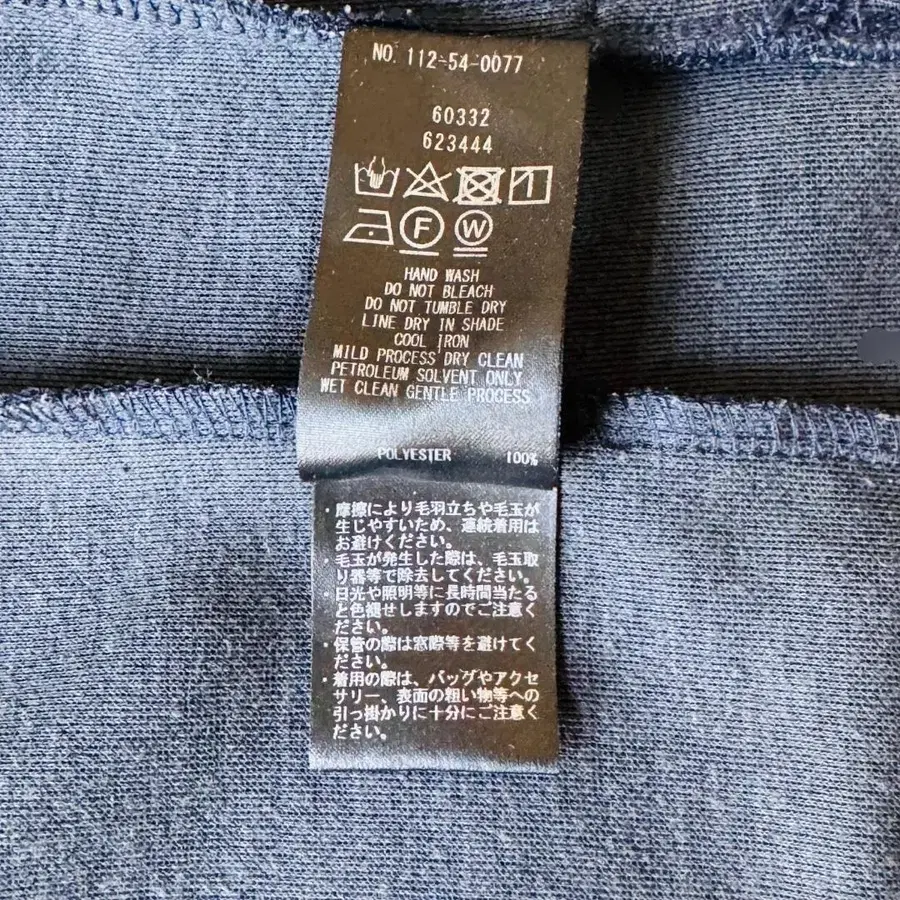 NO. 112-54-0077
60332
623444
1
F W
HAND WASH
DO NOT BLEACH
DO NOT TUMBLE DRY
LINE DRY IN SHADE
COOL IRON
MILD PROCESS DRY CLEAN
PETROLEUM SOLVENT ONLY
WET CLEAN GENTLE PROCESS
POLYESTER 100%
・摩擦により毛羽立ちや毛玉が
生じやすいため、連続着用は
お避けください。
・毛玉が発生した際は、毛玉取
り器等で除去してください。
・日光や照明等に長時間当たる
と色褪せしますのでご注意く
ださい。
・保管の際は窓際等を避けてく
ださい。
・着用の際は、バッグやアクセ
サリー、表面の粗い物等への
引っ掛かりに十分にご注意く
ださい。